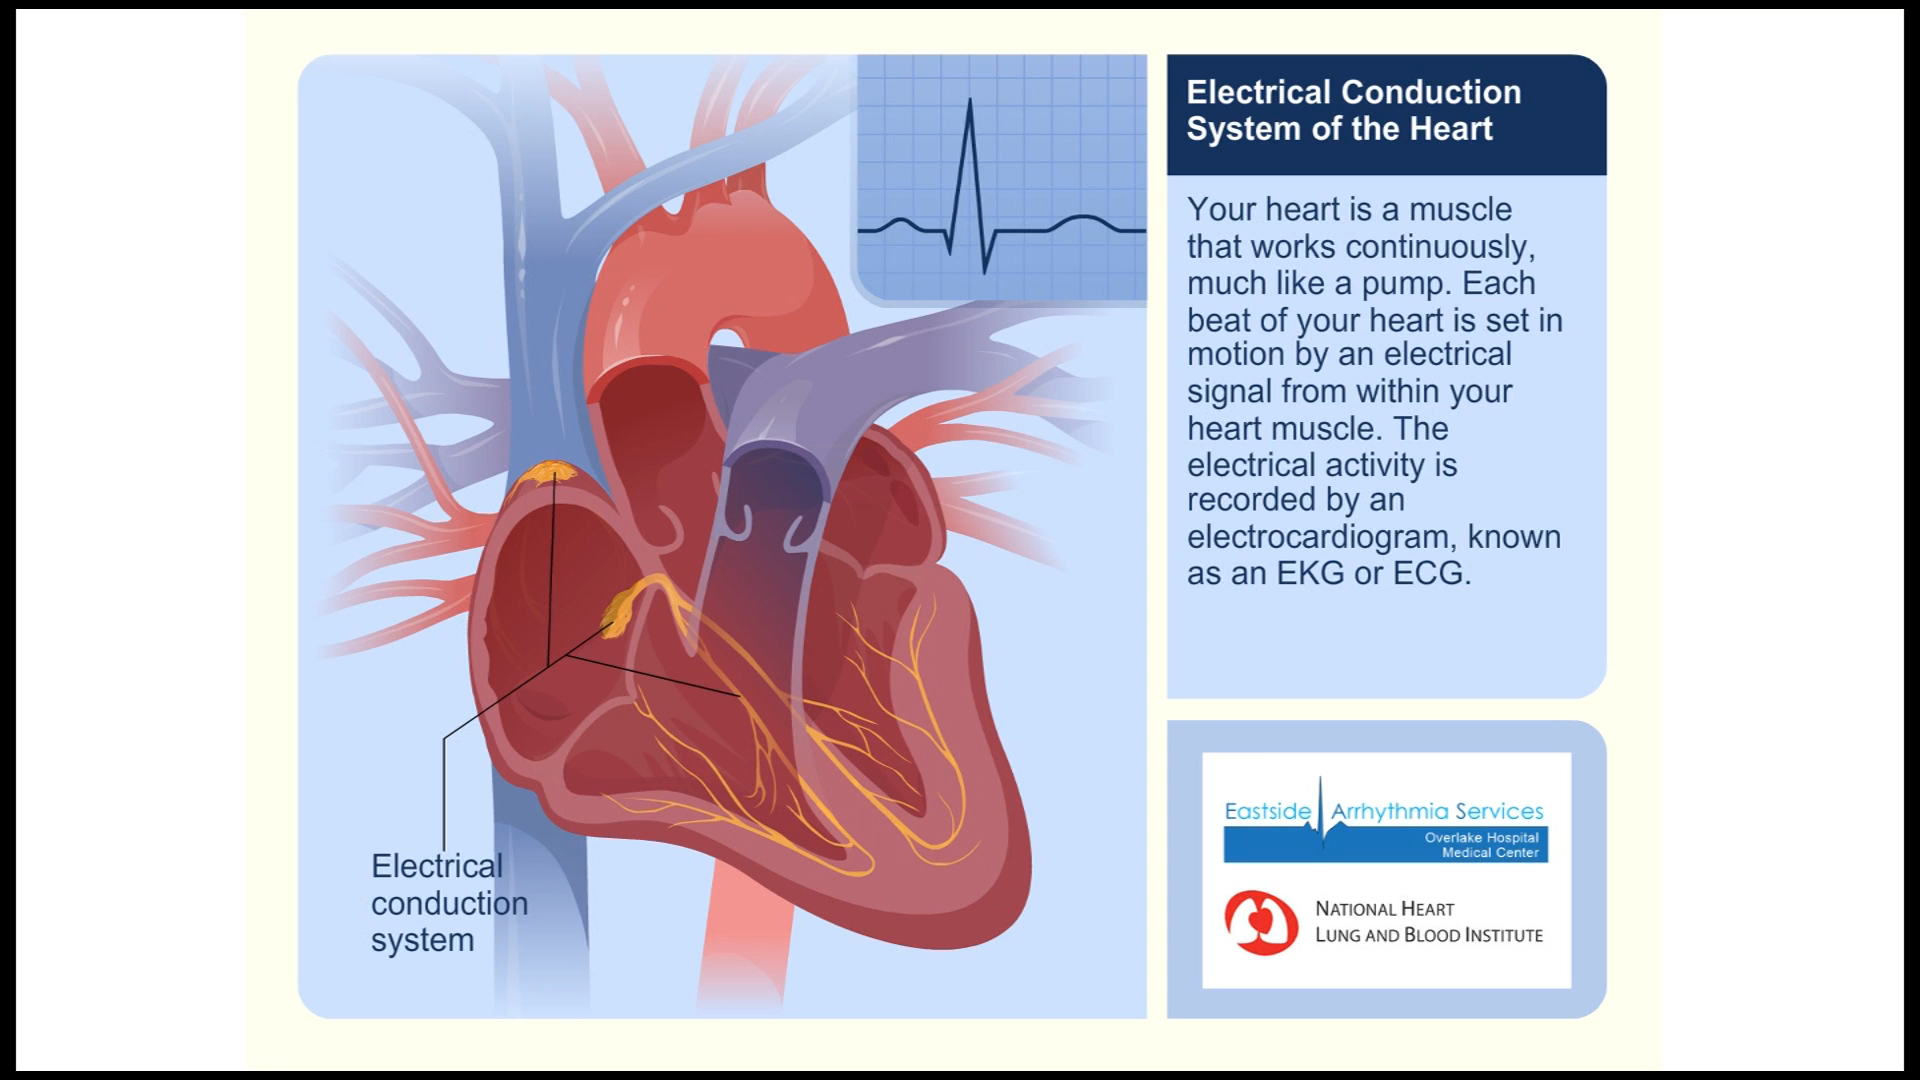 Electrical Conduction
System of the Heart
Your heart is a muscle
that works continuously,
much like a pump. Each
beat of your heart is set in
motion by an electrical
signal from within your
heart muscle. The
electrical activity is
recorded by an
electrocardiogram, known
as an EKG or ECG.
Electrical
conduction
system
Eastside Arrhythmia Services
Overlake Hospital
Medical Center
NATIONAL HEART
LUNG AND BLOOD INSTITUTE